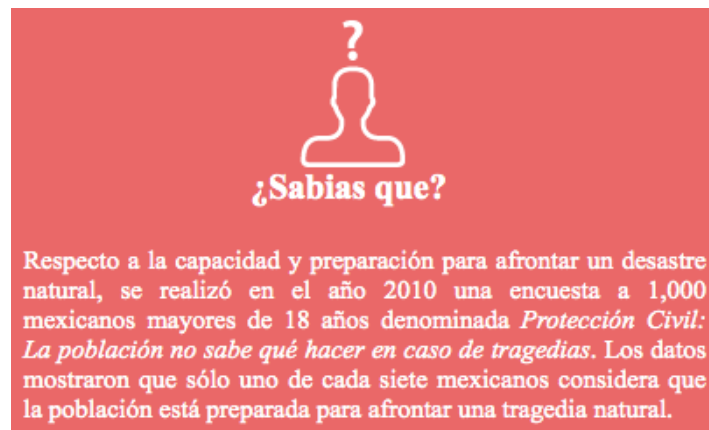 ?
¿Sabias que?
Respecto a la capacidad y preparación para afrontar un desastre
natural, se realizó en el año 2010 una encuesta a 1,000
mexicanos mayores de 18 años denominada Protección Civil:
La población no sabe qué hacer en caso de tragedias. Los datos
mostraron que sólo uno de cada siete mexicanos considera que
la población está preparada para afrontar una tragedia natural.